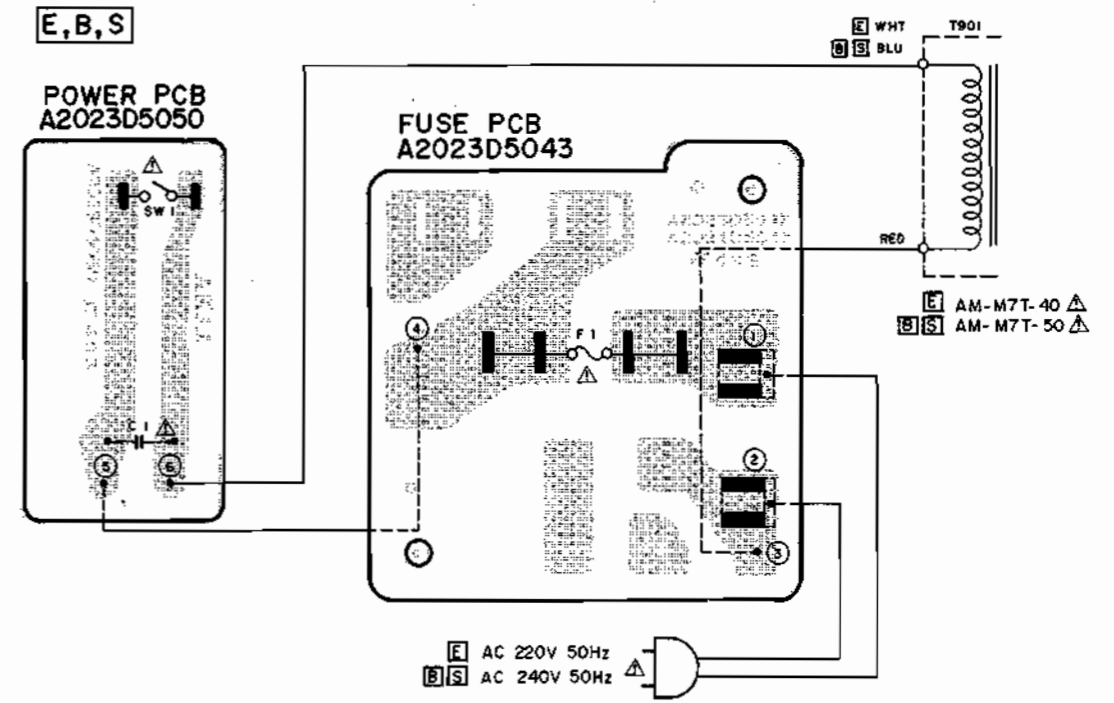 E,B,S
POWER PCB
A2023D5050
SW 1
C 1
5
6
FUSE PCB
A2023D5043
4
F 1
1
2
3
E WHT
B S BLU
T901
RED
E AM-M7T-40
B S AM-M7T-50
E AC 220V 50Hz
B S AC 240V 50Hz